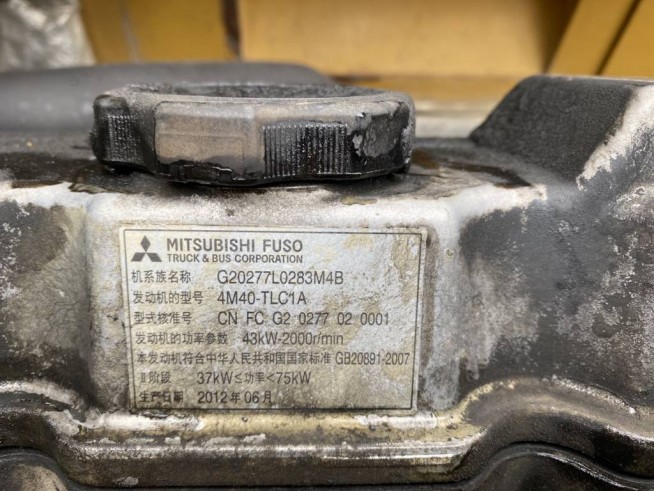 MITSUBISHI FUSO
TRUCK & BUS CORPORATION
机系族名称 G20277L0283M4B
发动机的型号 4M40-TLC1A
型式核准号 CN FC G2 0277 02 0001
发动机的功率参数 43kW-2000r/min
本发动机符合中华人民共和国国家标准 GB20891-2007
Ⅱ阶段 37kW≤功率<75kW
生产日期 2012年06月